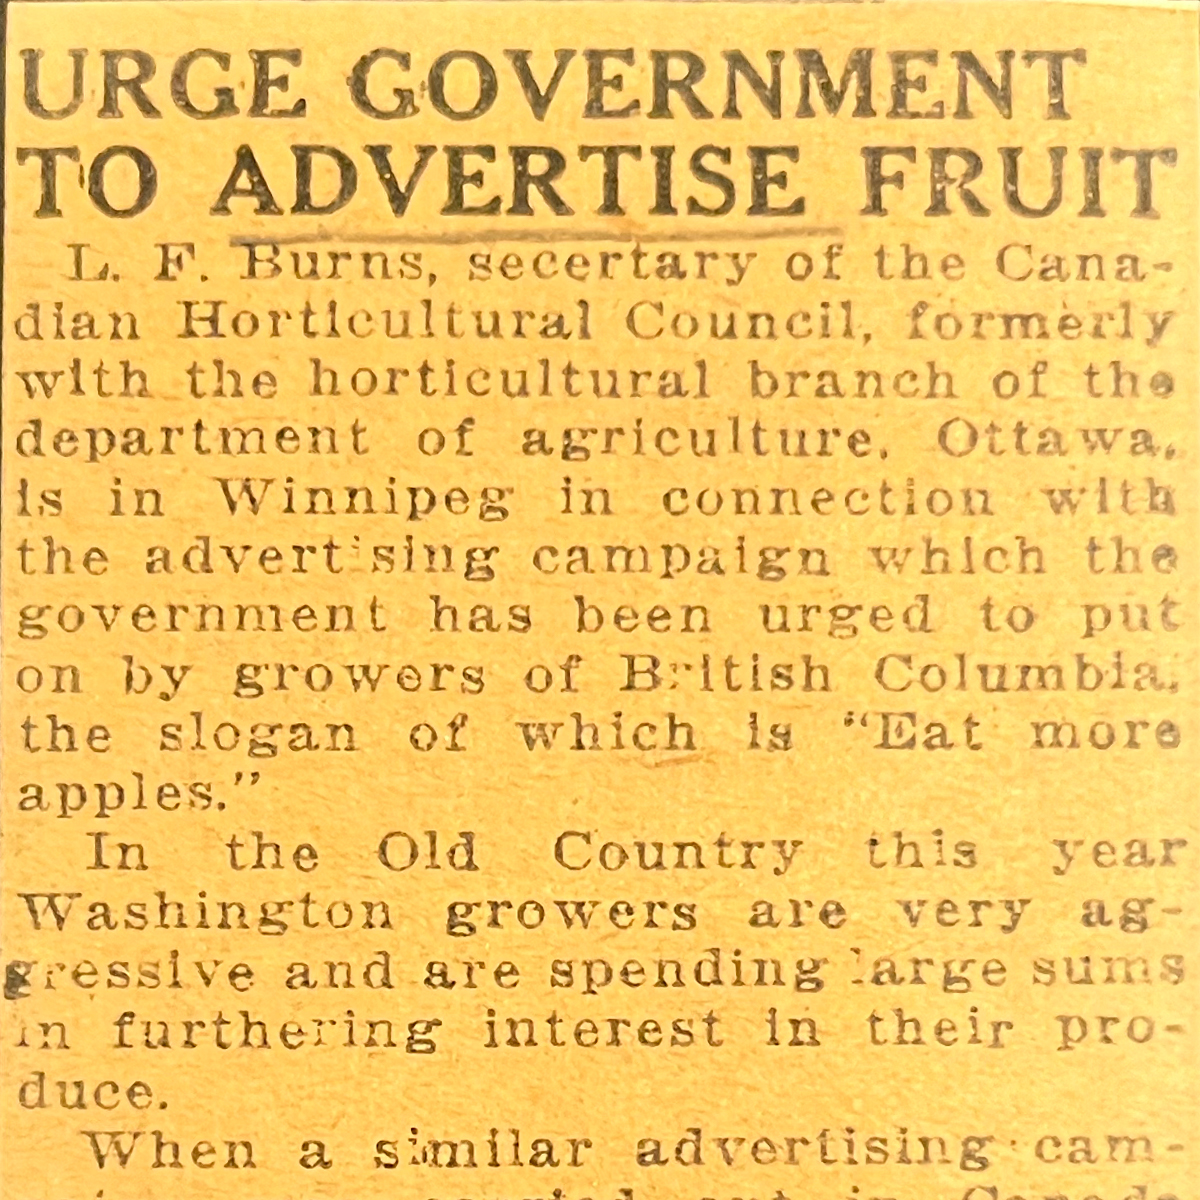 URGE GOVERNMENT
TO ADVERTISE FRUIT
L. F. Burns, secertary of the Cana-
dian Horticultural Council, formerly
with the horticultural branch of the
department of agriculture, Ottawa,
is in Winnipeg in connection with
the advertising campaign which the
government has been urged to put
on by growers of British Columbia,
the slogan of which is "Eat more
apples."
In the Old Country this year
Washington growers are very ag-
gressive and are spending large sums
in furthering interest in their pro-
duce.
When a similar advertising cam-
out in Canada